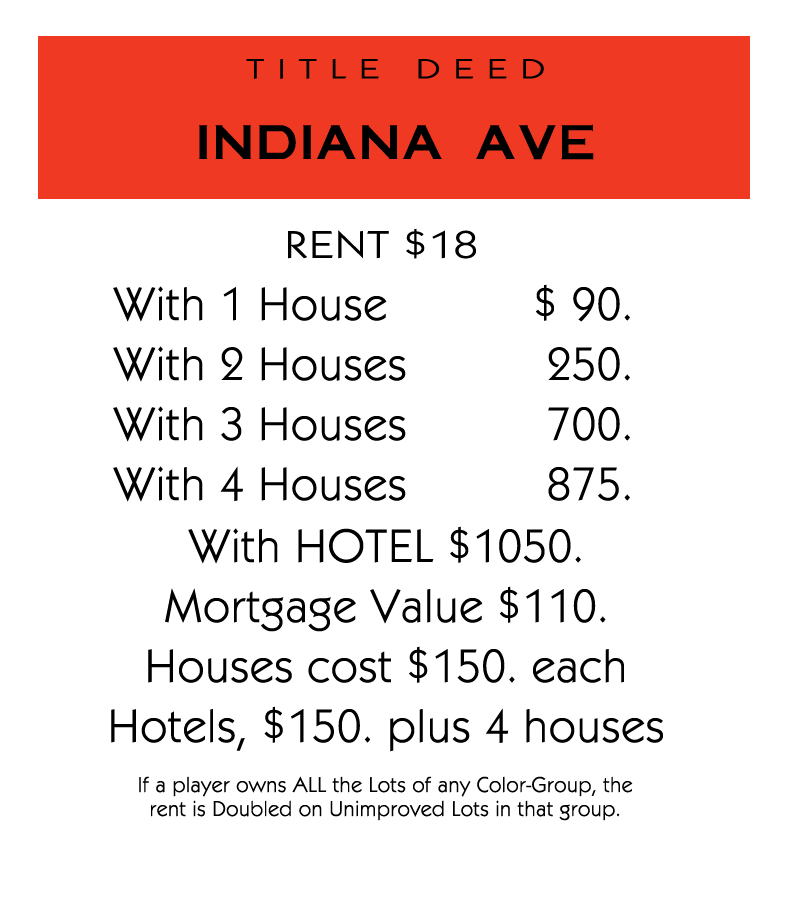 TITLE DEED
INDIANA AVE
RENT $18
With 1 House $ 90.
With 2 Houses 250.
With 3 Houses 700.
With 4 Houses 875.
With HOTEL $1050.
Mortgage Value $110.
Houses cost $150. each
Hotels, $150. plus 4 houses
If a player owns ALL the Lots of any Color-Group, the
rent is Doubled on Unimproved Lots in that group.